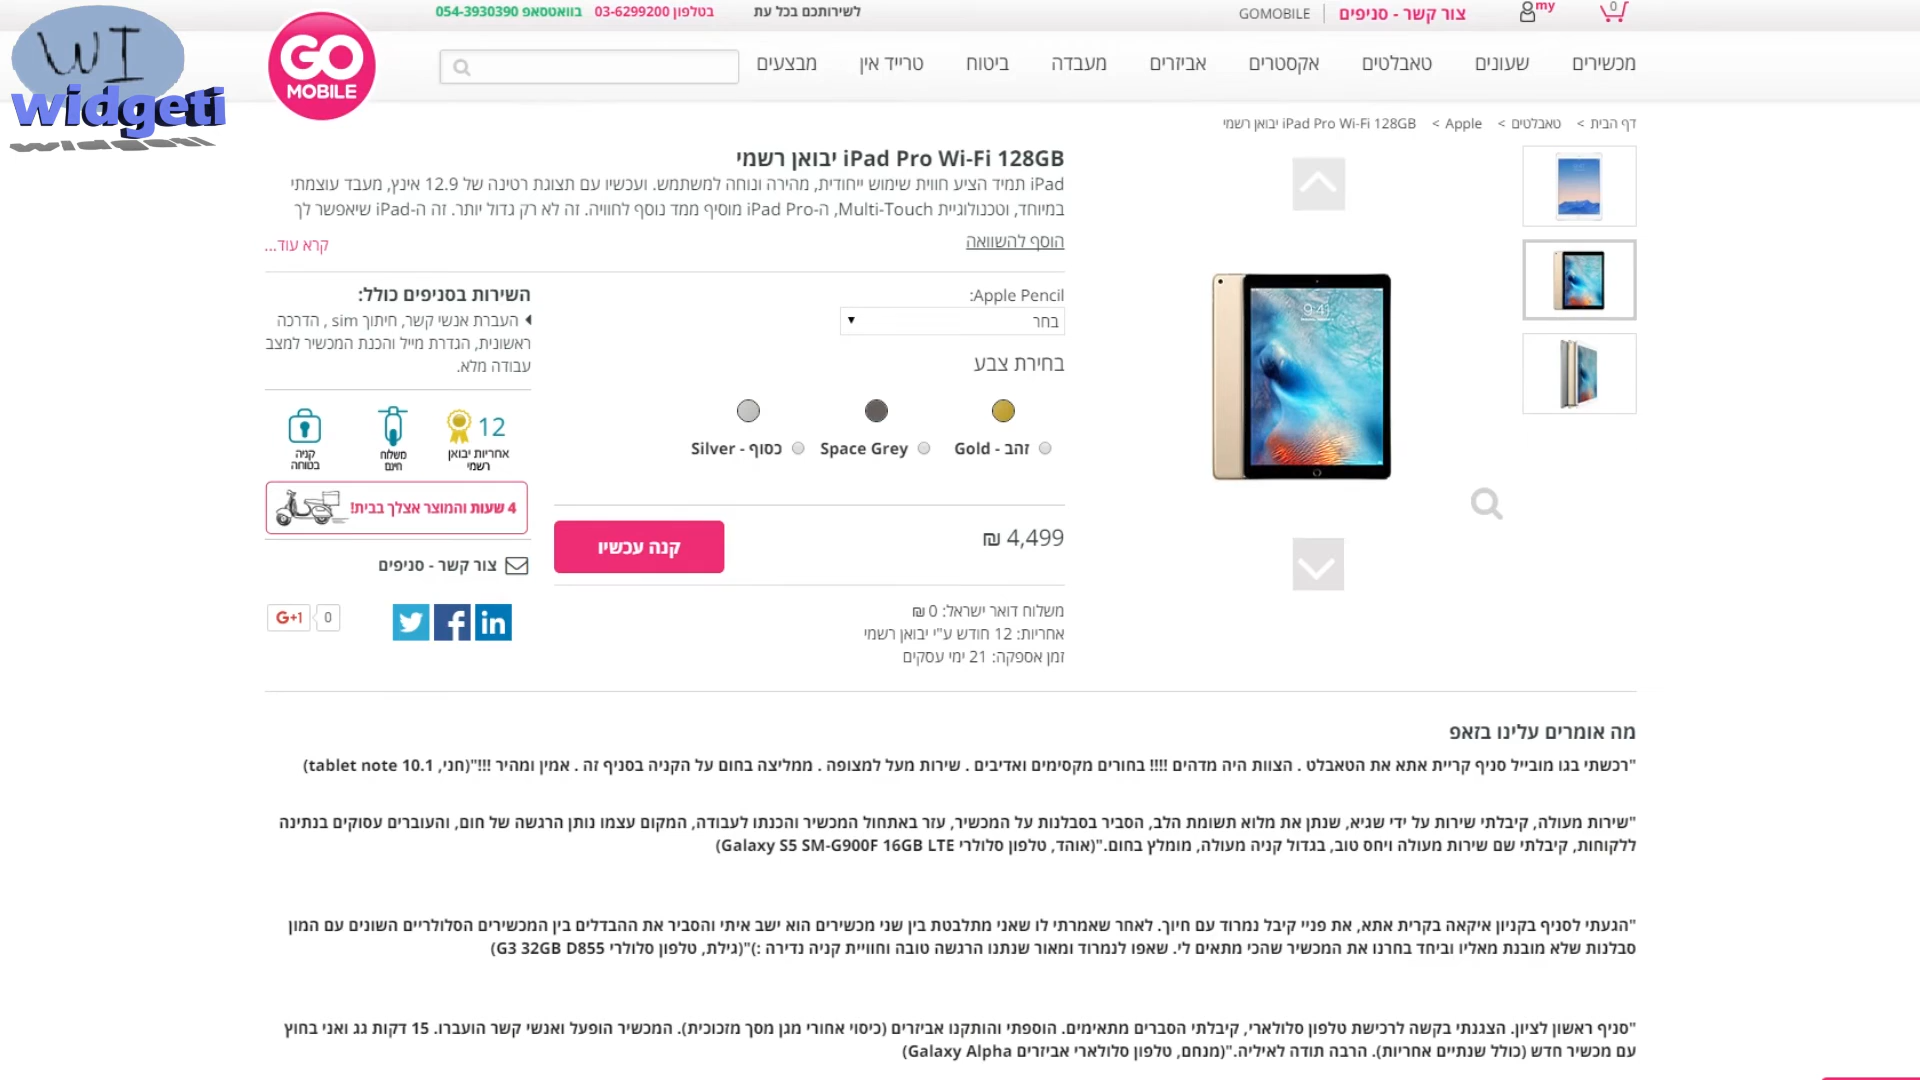 WI
Widgeti
GO
MOBILE
לשירותכם בכל עת
בטלפון 03-6299200
בוואטסאפ 054-3930390
my
0
צור קשר - סניפים
GOMOBILE
מכשירים
שעונים
טאבלטים
אקסטרים
אביזרים
מעבדה
ביטוח
טרייד אין
מבצעים
דף הבית > טאבלטים > Apple > iPad Pro Wi-Fi 128GB יבואן רשמי
iPad Pro Wi-Fi 128GB יבואן רשמי
iPad תמיד הציע חווית שימוש ייחודית, מהירה ונוחה למשתמש. ועכשיו עם תצוגת רטינה של 12.9 אינץ, מעבד עוצמתי
במיוחד, וטכנולוגיית Multi-Touch, ה-iPad Pro מוסיף ממד נוסף לחוויה. זה לא רק גדול יותר. זה ה-iPad שיאפשר לך
קרא עוד...
הוסף להשוואה
9:41
Apple Pencil:
בחר
בחירת צבע
זהב - Gold
Space Grey
כסוף - Silver
4,499 ₪
קנה עכשיו
משלוח דואר ישראל: 0 ₪
אחריות: 12 חודש ע"י יבואן רשמי
זמן אספקה: 21 ימי עסקים
השירות בסניפים כולל:
העברת אנשי קשר, חיתוך sim , הדרכה
ראשונית, הגדרת מייל והכנת המכשיר למצב
עבודה מלא.
12
אחריות יבואן
רשמי
משלוח
חינם
קניה
בטוחה
4 שעות והמוצר אצלך בבית!
צור קשר - סניפים
G+1
0
in
מה אומרים עלינו בזאפ
"רכשתי בגו מובייל סניף קריית אתא את הטאבלט . הצוות היה מדהים !!!! בחורים מקסימים ואדיבים . שירות מעל למצופה . ממליצה בחום על הקניה בסניף זה . אמין ומהיר !!!"(חני, tablet note 10.1)
"שירות מעולה, קיבלתי שירות על ידי שגיא, שנתן את מלוא תשומת הלב, הסביר בסבלנות על המכשיר, עזר באתחול המכשיר והכנתו לעבודה, המקום עצמו נותן הרגשה של חום, והעוברים עסוקים בנתינה
ללקוחות, קיבלתי שם שירות מעולה ויחס טוב, בגדול קניה מעולה, מומלץ בחום."(אוהד, טלפון סלולרי Galaxy S5 SM-G900F 16GB LTE)
"הגעתי לסניף בקניון איקאה בקרית אתא, את פניי קיבל נמרוד עם חיוך. לאחר שאמרתי לו שאני מתלבטת בין שני מכשירים הוא ישב איתי והסביר את ההבדלים בין המכשירים הסלולריים השונים עם המון
סבלנות שלא מובנת מאליו וביחד בחרנו את המכשיר שהכי מתאים לי. שאפו לנמרוד ומאור שנתנו הרגשה טובה וחוויית קניה נדירה :)"(גילת, טלפון סלולרי G3 32GB D855)
"סניף ראשון לציון. הצגנתי בקשה לרכישת טלפון סלולארי, קיבלתי הסברים מתאימים. הוספתי והותקנו אביזרים (כיסוי אחורי מגן מסך מזכוכית). המכשיר הופעל ואנשי קשר הועברו. 15 דקות גג ואני בחוץ
עם מכשיר חדש (כולל שנתיים אחריות). הרבה תודה לאיליה."(מנחם, טלפון סלולארי אביזרים Galaxy Alpha)